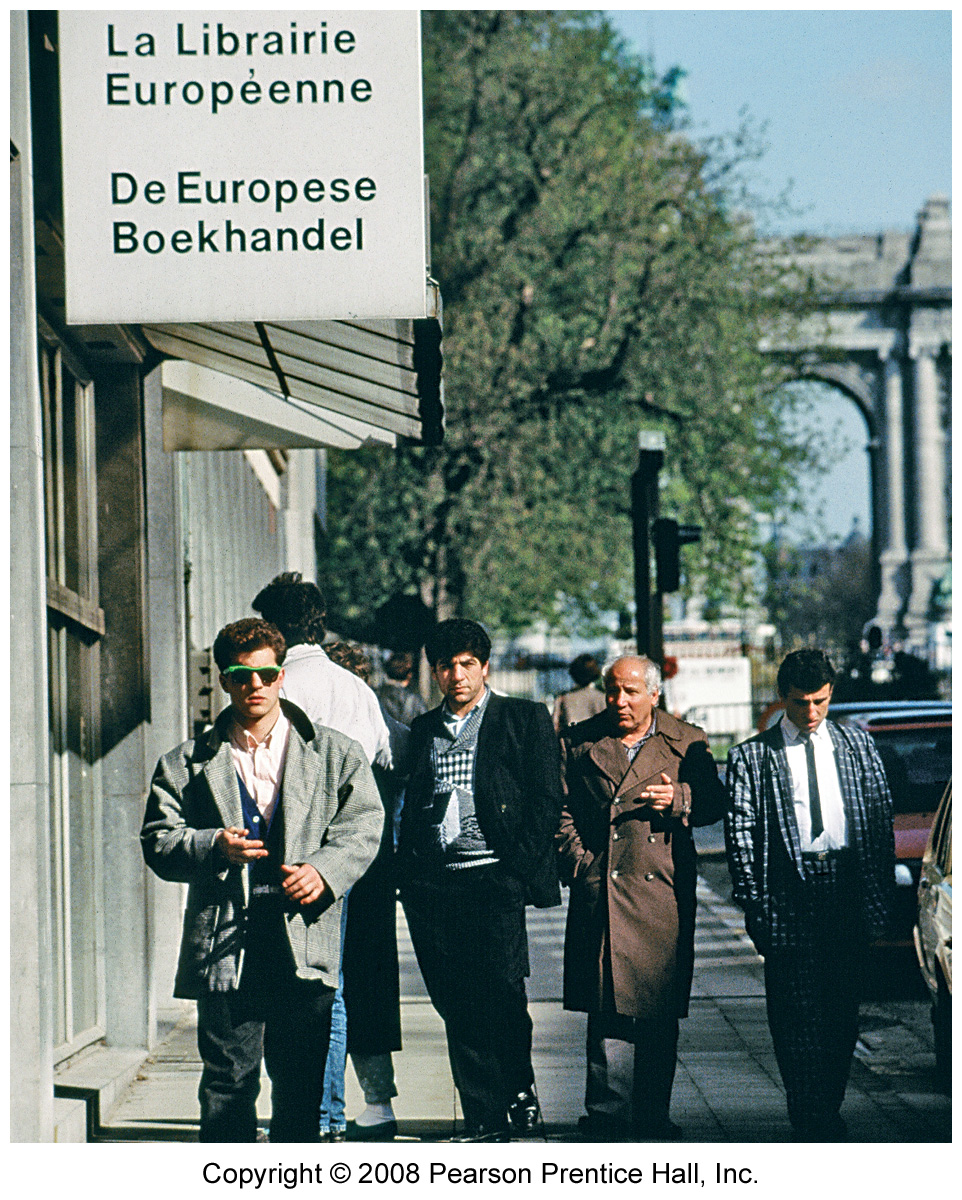 La Librairie
Européenne
De Europese
Boekhandel
Copyright © 2008 Pearson Prentice Hall, Inc.